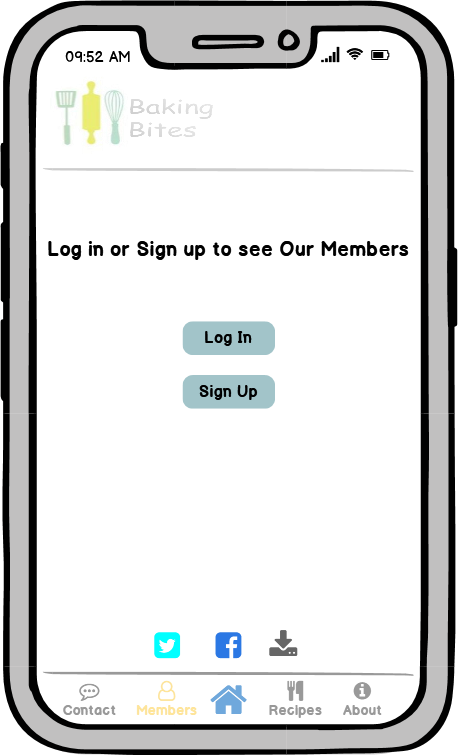 09:52 AM
Baking
Bites
Log in or Sign up to see Our Members
Log In
Sign Up
Contact
Members
Recipes
About